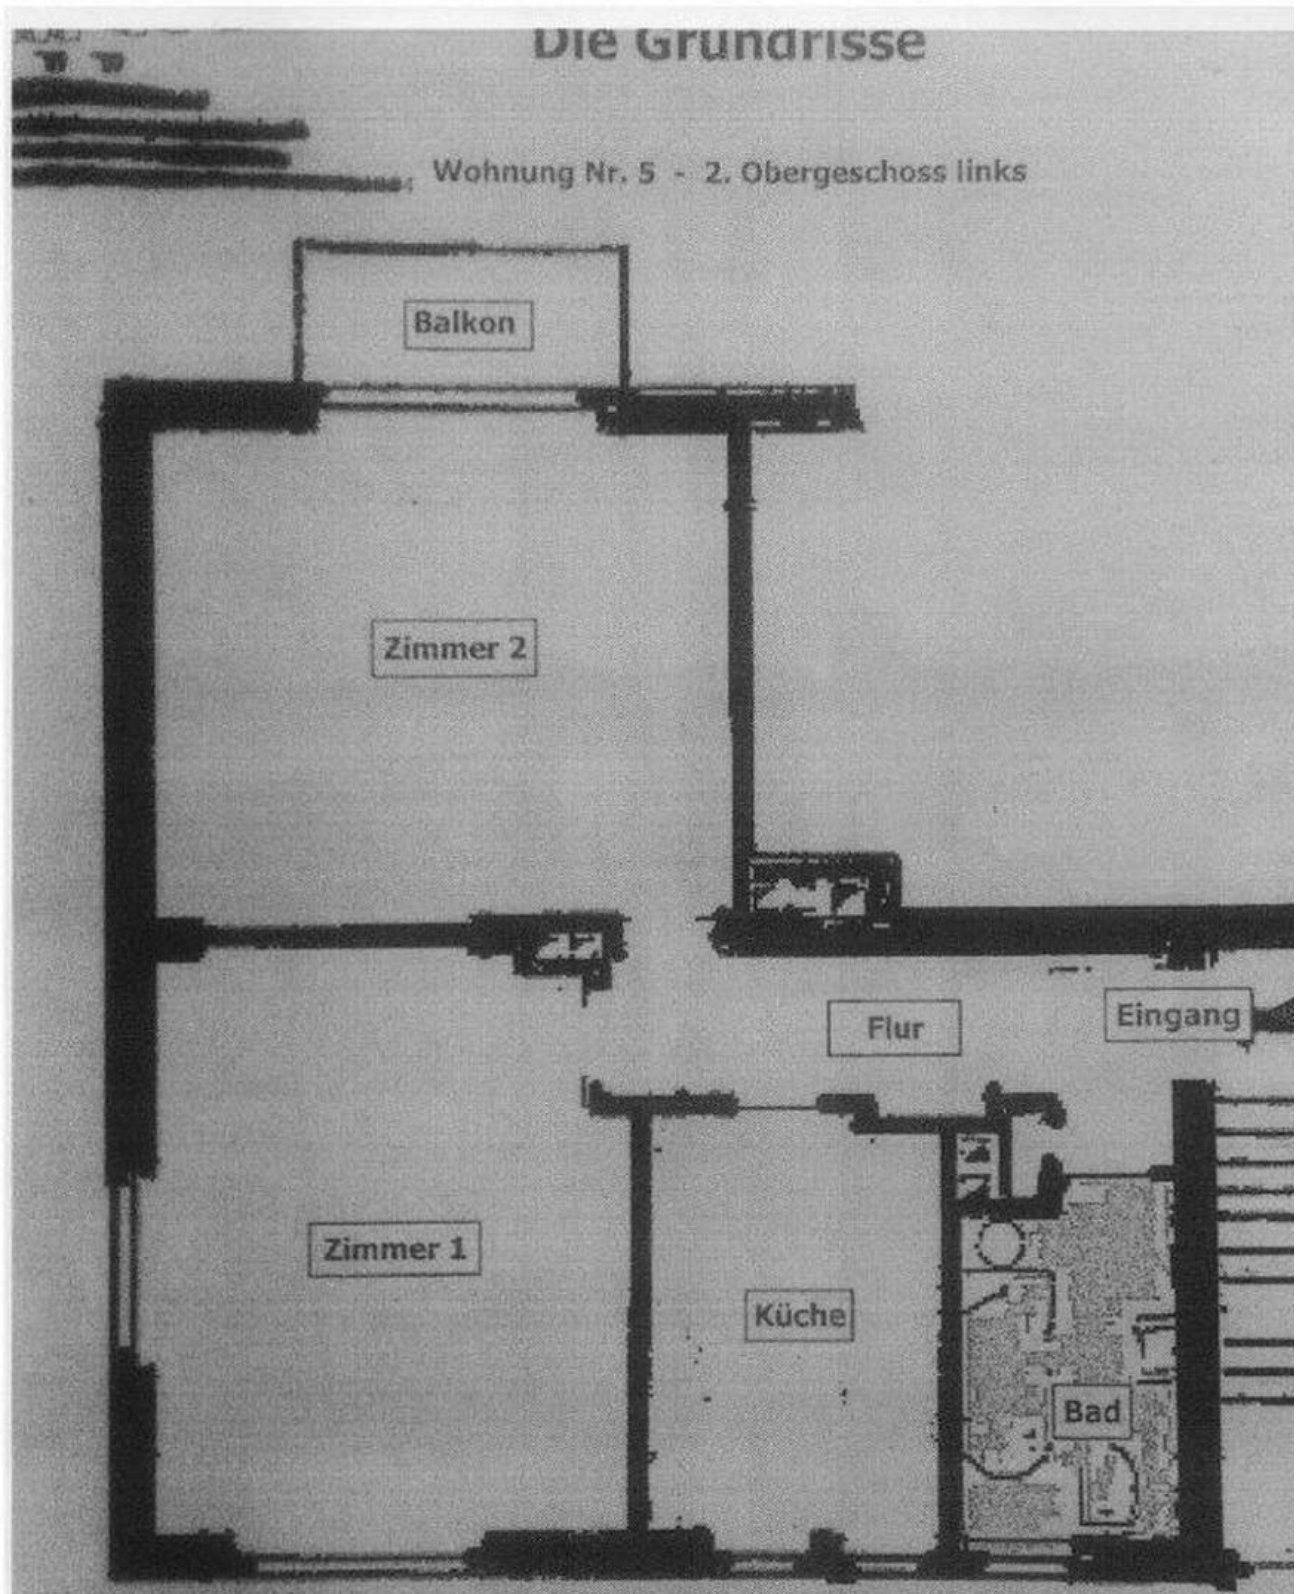 Die Grundrisse
Wohnung Nr. 5 - 2. Obergeschoss links
Balkon
Zimmer 2
Flur
Eingang
Zimmer 1
Küche
Bad